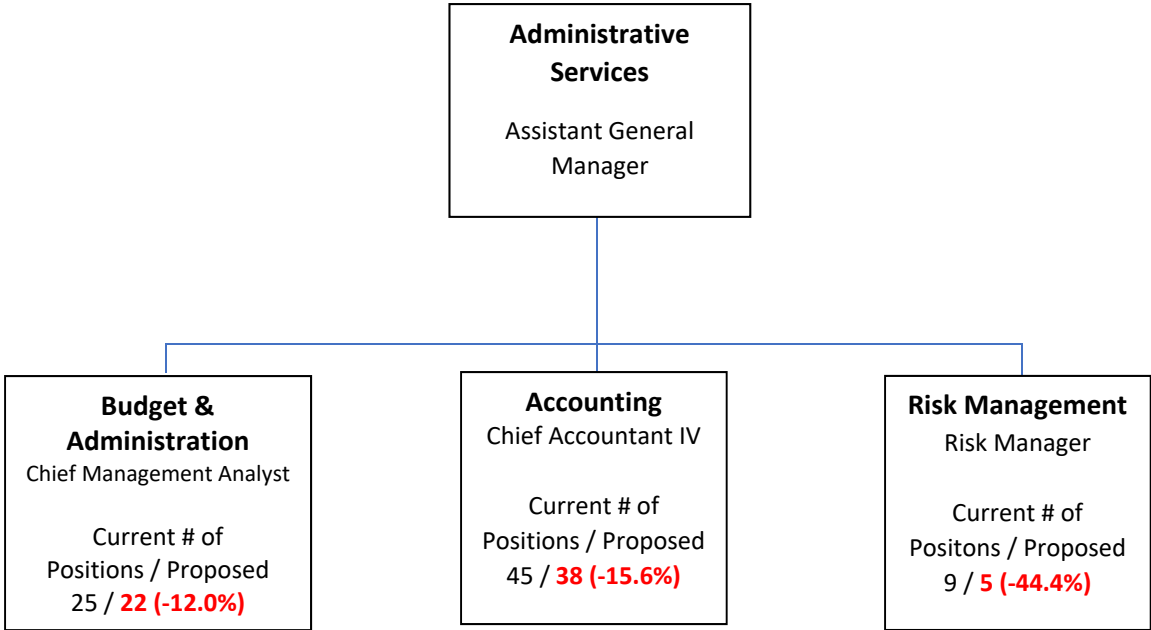 Administrative
Services
Assistant General
Manager
Budget &
Administration
Chief Management Analyst
Current # of
Positions / Proposed
25 / 22 (-12.0%)
Accounting
Chief Accountant IV
Current # of
Positions / Proposed
45 / 38 (-15.6%)
Risk Management
Risk Manager
Current # of
Positons / Proposed
9 / 5 (-44.4%)